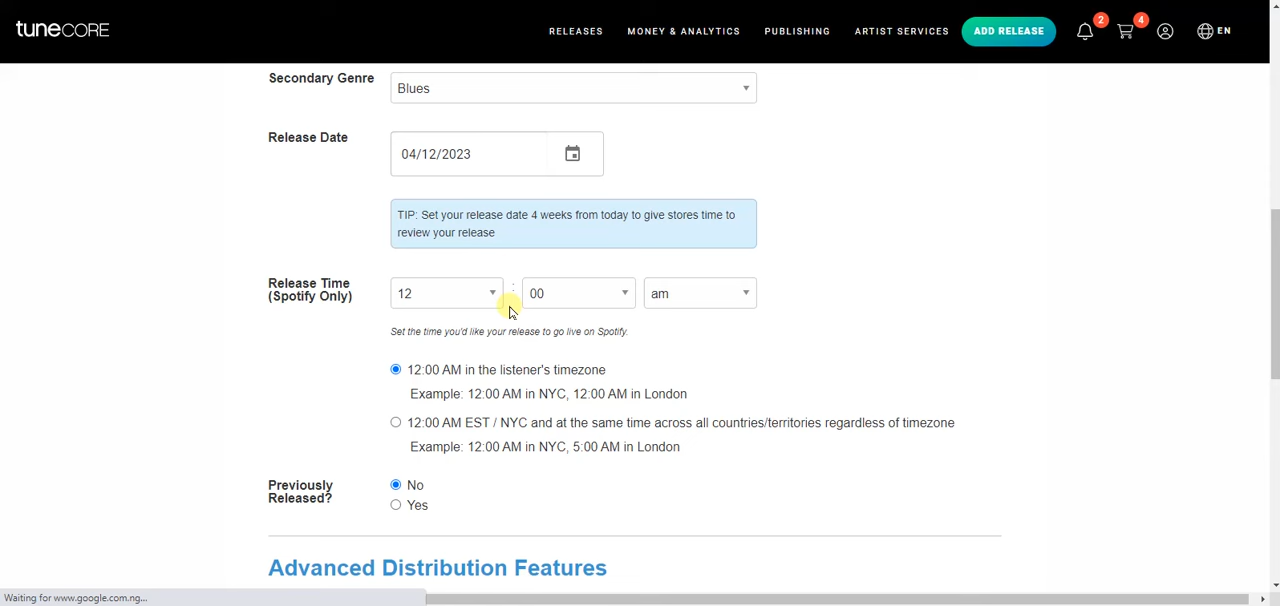 tunecore
RELEASES
MONEY & ANALYTICS
PUBLISHING
ARTIST SERVICES
ADD RELEASE
2
4
EN
Secondary Genre
Blues
Release Date
04/12/2023
TIP: Set your release date 4 weeks from today to give stores time to
review your release
Release Time
(Spotify Only)
12
:
00
am
Set the time you'd like your release to go live on Spotify.
12:00 AM in the listener's timezone
Example: 12:00 AM in NYC, 12:00 AM in London
12:00 AM EST / NYC and at the same time across all countries/territories regardless of timezone
Example: 12:00 AM in NYC, 5:00 AM in London
Previously
Released?
No
Yes
Advanced Distribution Features
Waiting for www.google.com.ng...